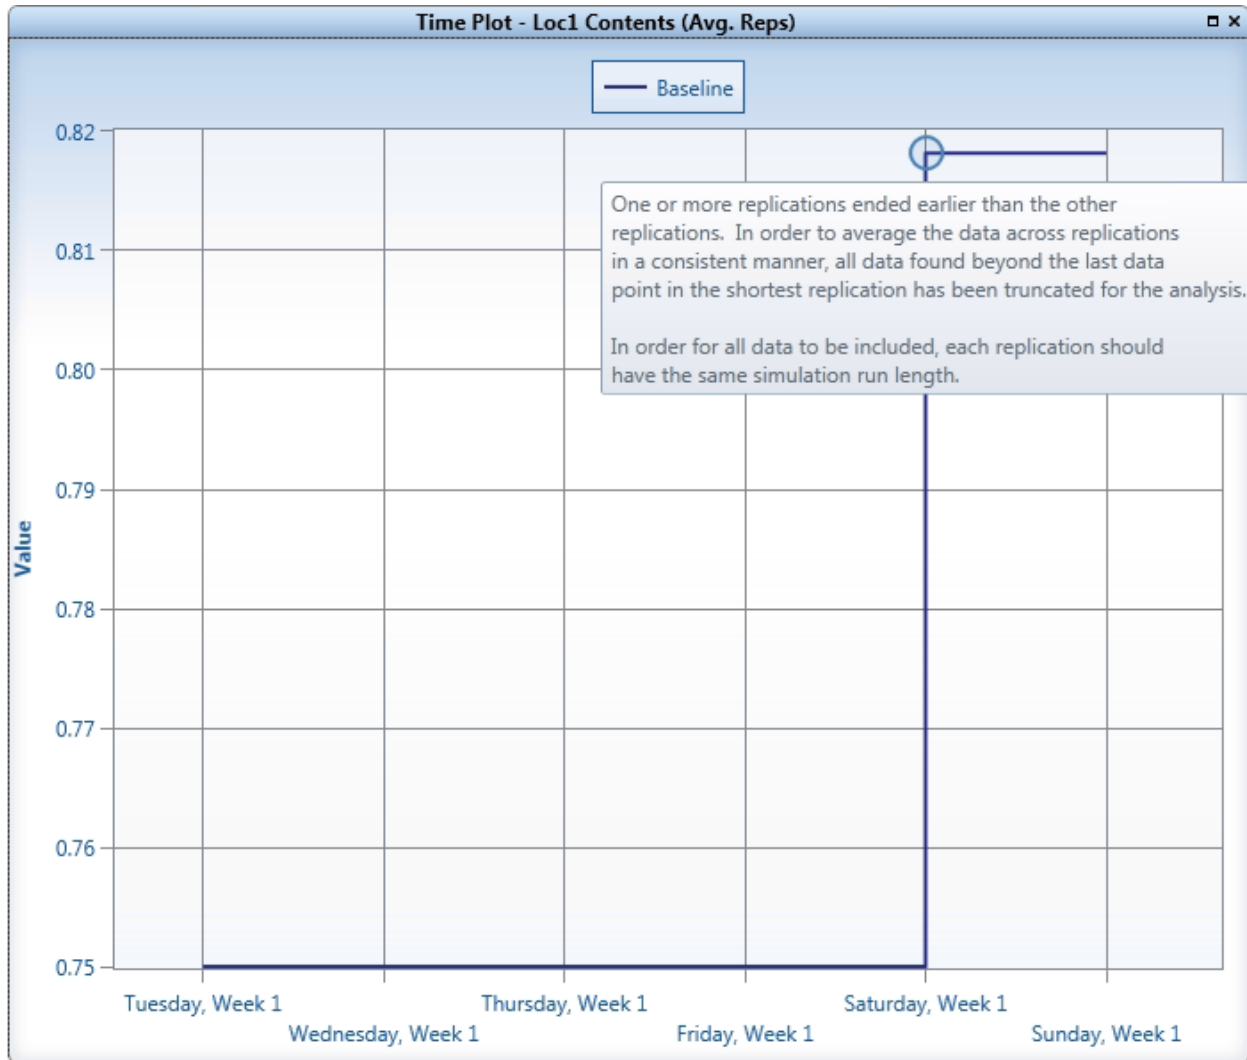 Time Plot - Loc1 Contents (Avg. Reps)
Baseline
0.82
0.81
0.80
0.79
0.78
0.77
0.76
0.75
Value
One or more replications ended earlier than the other
replications. In order to average the data across replications
in a consistent manner, all data found beyond the last data
point in the shortest replication has been truncated for the analysis.
In order for all data to be included, each replication should
have the same simulation run length.
Tuesday, Week 1
Wednesday, Week 1
Thursday, Week 1
Friday, Week 1
Saturday, Week 1
Sunday, Week 1